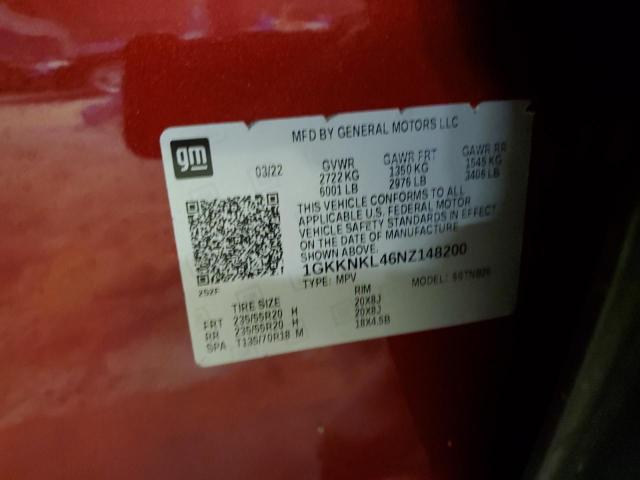 MFD BY GENERAL MOTORS LLC
gm
03/22 GVWR GAWR FRT GAWR RR
2722 KG 1350 KG 1545 KG
6001 LB 2976 LB 3406 LB
THIS VEHICLE CONFORMS TO ALL
APPLICABLE U.S. FEDERAL MOTOR
VEHICLE SAFETY STANDARDS IN EFFECT
ON THE DATE OF MANUFACTURE
SHOWN ABOVE.
1GKKNKL46NZ148200
TYPE: MPV MODEL:
TIRE SIZE RIM
FRT 235/55R20 H 20X8J
RR 235/55R20 H 20X8J
SPA T135/70R18 M 18X4.5B